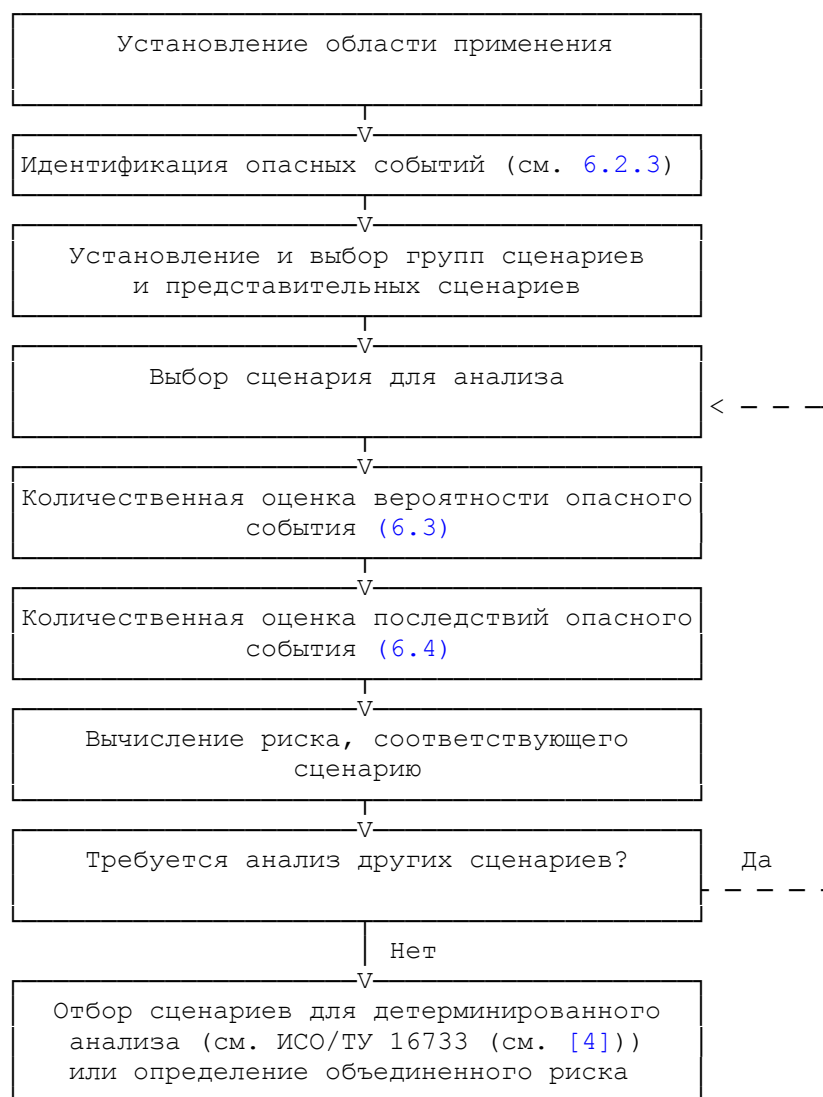 Установление области применения
Идентификация опасных событий (см. 6.2.3)
Установление и выбор групп сценариев
и представительных сценариев
Выбор сценария для анализа
Количественная оценка вероятности опасного
события (6.3)
Количественная оценка последствий опасного
события (6.4)
Вычисление риска, соответствующего
сценарию
Требуется анализ других сценариев?
Да
Нет
Отбор сценариев для детерминированного
анализа (см. ИСО/ТУ 16733 (см. [4]))
или определение объединенного риска